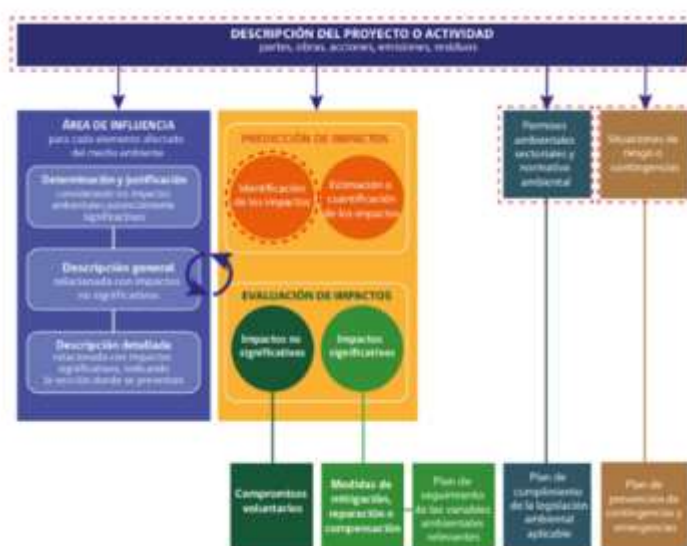 DESCRIPCIÓN DEL PROYECTO O ACTIVIDAD
partes, obras, acciones, emisiones, residuos
ÁREA DE INFLUENCIA
para cada elemento afectado
del medio ambiente
Determinación y justificación
considerando los impactos
ambientales potencialmente
significativos
Descripción general
relacionada con impactos
no significativos
Descripción detallada
relacionada con impactos
significativos, indicando
la sección donde se presentan
PREDICCIÓN DE IMPACTOS
Identificación
de los impactos
Estimación o
cuantificación
de los impactos
EVALUACIÓN DE IMPACTOS
Impactos no
significativos
Impactos
significativos
Permisos
ambientales
sectoriales y
normativa
ambiental
Situaciones de
riesgo o
contingencias
Compromisos
voluntarios
Medidas de
mitigación,
reparación o
compensación
Plan de
seguimiento
de las variables
ambientales
relevantes
Plan de
cumplimiento
de la legislación
ambiental
aplicable
Plan de
prevención de
contingencias y
emergencias